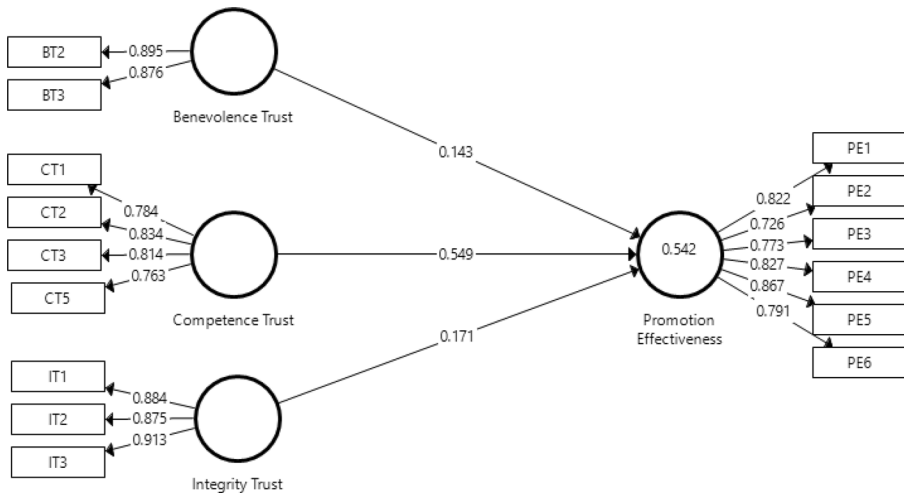 BT2
0.895
BT3
0.876
Benevolence Trust
0.143
CT1
0.784
CT2
0.834
CT3
0.814
CT5
0.763
Competence Trust
0.549
IT1
0.884
IT2
0.875
IT3
0.913
Integrity Trust
0.171
0.542
Promotion
Effectiveness
PE1
0.822
PE2
0.726
PE3
0.773
PE4
0.827
PE5
0.867
PE6
0.791